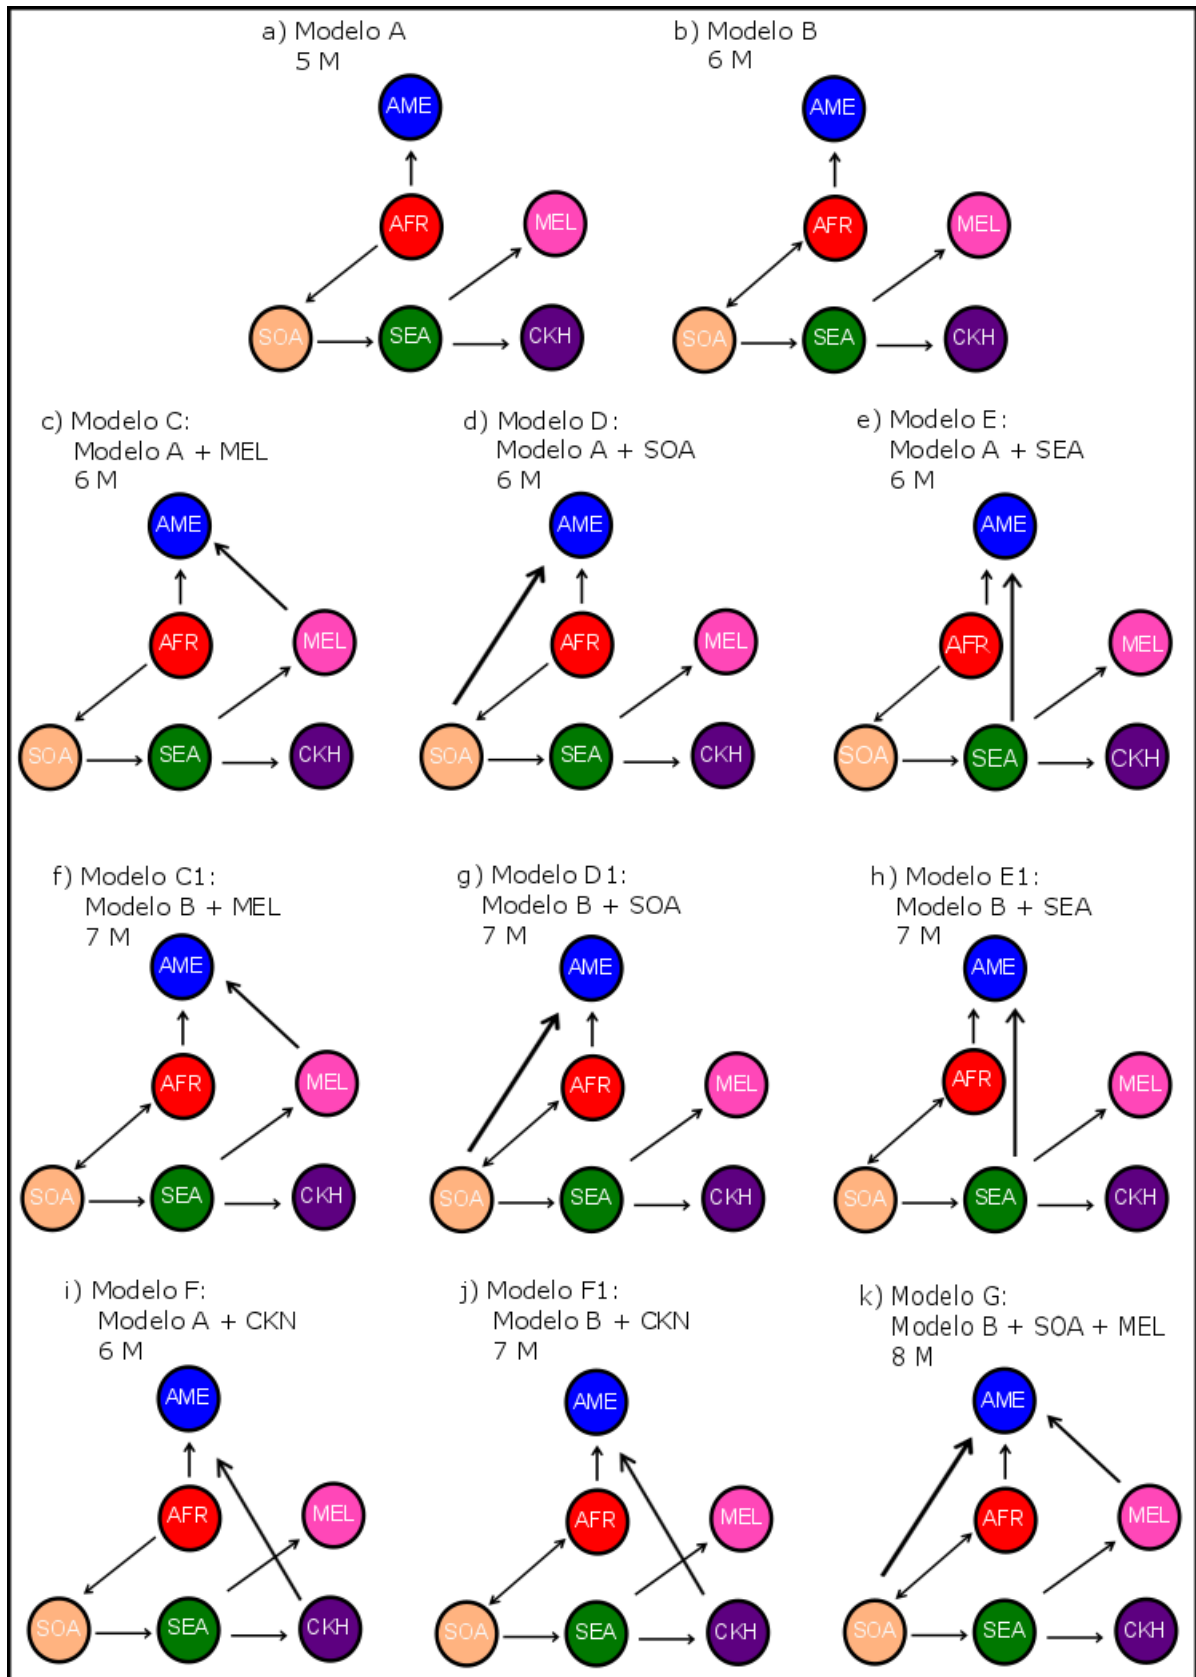 a) Modelo A
5 M
AME
AFR
MEL
SOA
SEA
CKH
b) Modelo B
6 M
AME
AFR
MEL
SOA
SEA
CKH
c) Modelo C:
Modelo A + MEL
6 M
AME
AFR
MEL
SOA
SEA
CKH
d) Modelo D:
Modelo A + SOA
6 M
AME
AFR
MEL
SOA
SEA
CKH
e) Modelo E:
Modelo A + SEA
6 M
AME
AFR
MEL
SOA
SEA
CKH
f) Modelo C1:
Modelo B + MEL
7 M
AME
AFR
MEL
SOA
SEA
CKH
g) Modelo D1:
Modelo B + SOA
7 M
AME
AFR
MEL
SOA
SEA
CKH
h) Modelo E1:
Modelo B + SEA
7 M
AME
AFR
MEL
SOA
SEA
CKH
i) Modelo F:
Modelo A + CKN
6 M
AME
AFR
MEL
SOA
SEA
CKH
j) Modelo F1:
Modelo B + CKN
7 M
AME
AFR
MEL
SOA
SEA
CKH
k) Modelo G:
Modelo B + SOA + MEL
8 M
AME
AFR
MEL
SOA
SEA
CKH